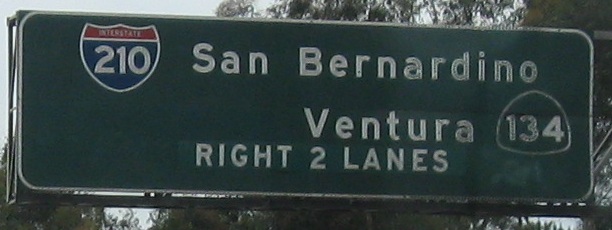 INTERSTATE
210 San Bernardino
Ventura 134
RIGHT 2 LANES